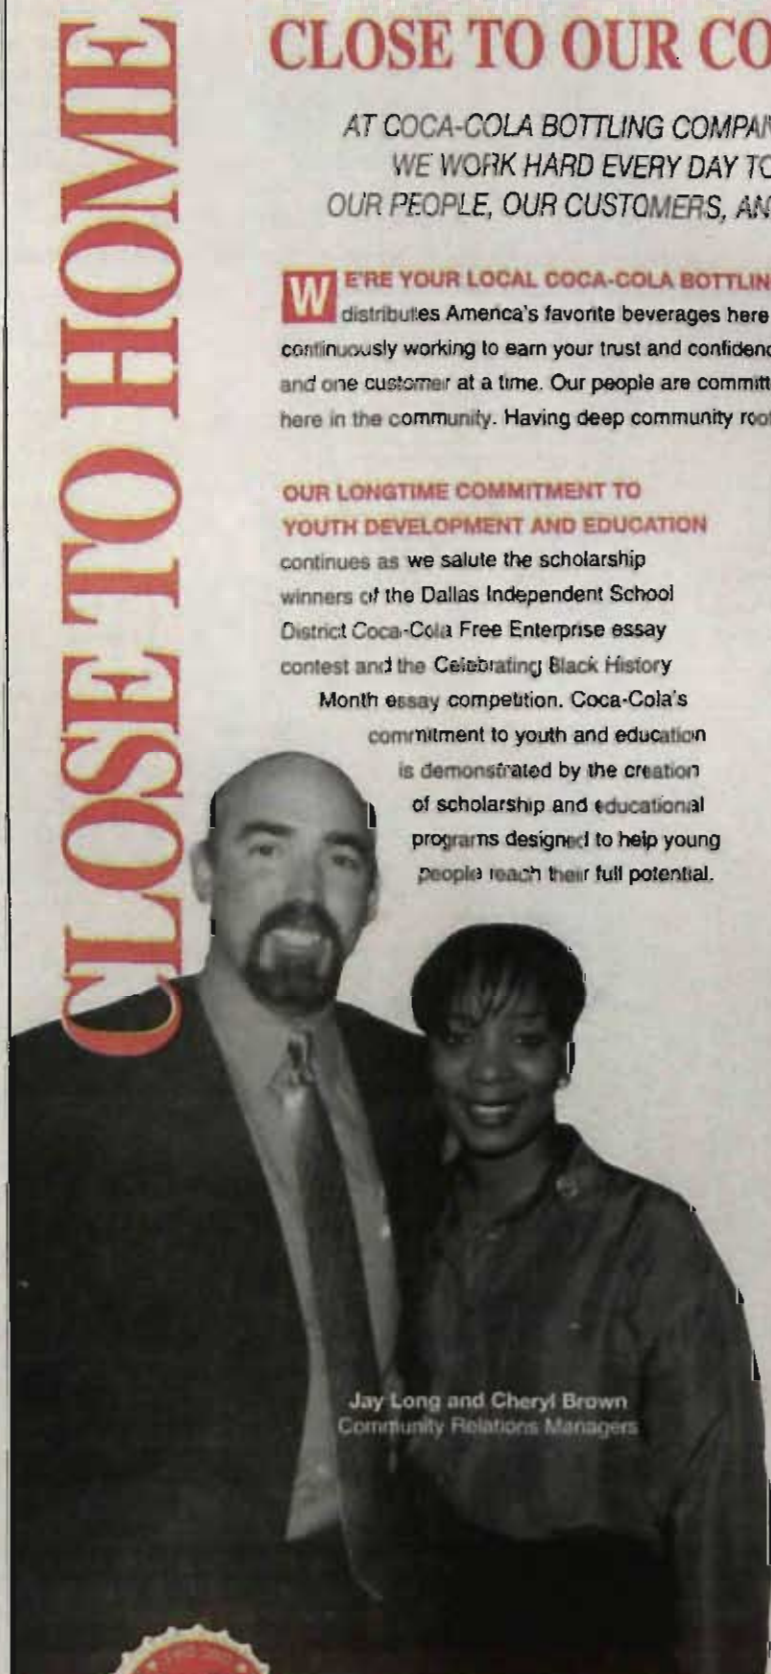 CLOSE TO HOME
CLOSE TO OUR CO
AT COCA-COLA BOTTLING COMPAN
WE WORK HARD EVERY DAY TO
OUR PEOPLE, OUR CUSTOMERS, AN
WE'RE YOUR LOCAL COCA-COLA BOTTLIN
distributes America's favorite beverages here
continuously working to earn your trust and confidenc
and one customer at a time. Our people are committ
here in the community. Having deep community root
OUR LONGTIME COMMITMENT TO
YOUTH DEVELOPMENT AND EDUCATION
continues as we salute the scholarship
winners of the Dallas Independent School
District Coca-Cola Free Enterprise essay
contest and the Celebrating Black History
Month essay competition. Coca-Cola's
commitment to youth and education
is demonstrated by the creation
of scholarship and educational
programs designed to help young
people reach their full potential.
Jay Long and Cheryl Brown
Community Relations Managers